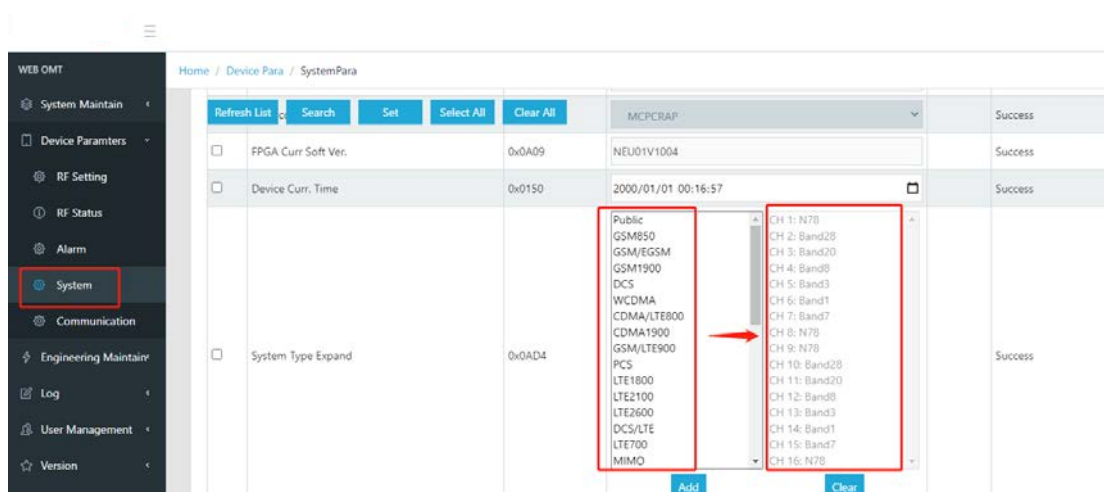 WEB OMT
Home / Device Para / SystemPara
System Maintain
Device Paramters
RF Setting
RF Status
Alarm
System
Communication
Engineering Maintain
Log
User Management
Version
Refresh List Search Set Select All Clear All
MCPCRAP Success
FPGA Curr Soft Ver. 0x0A09 NEU01V1004 Success
Device Curr. Time 0x0150 2000/01/01 00:16:57 Success
System Type Expand 0x0AD4 Success
Public
GSM850
GSM/EGSM
GSM1900
DCS
WCDMA
CDMA/LTE800
CDMA1900
GSM/LTE900
PCS
LTE1800
LTE2100
LTE2600
DCS/LTE
LTE700
MIMO
CH 1: N78
CH 2: Band28
CH 3: Band20
CH 4: Band8
CH 5: Band3
CH 6: Band1
CH 7: Band7
CH 8: N78
CH 9: N78
CH 10: Band28
CH 11: Band20
CH 12: Band8
CH 13: Band3
CH 14: Band1
CH 15: Band7
CH 16: N78
Add Clear